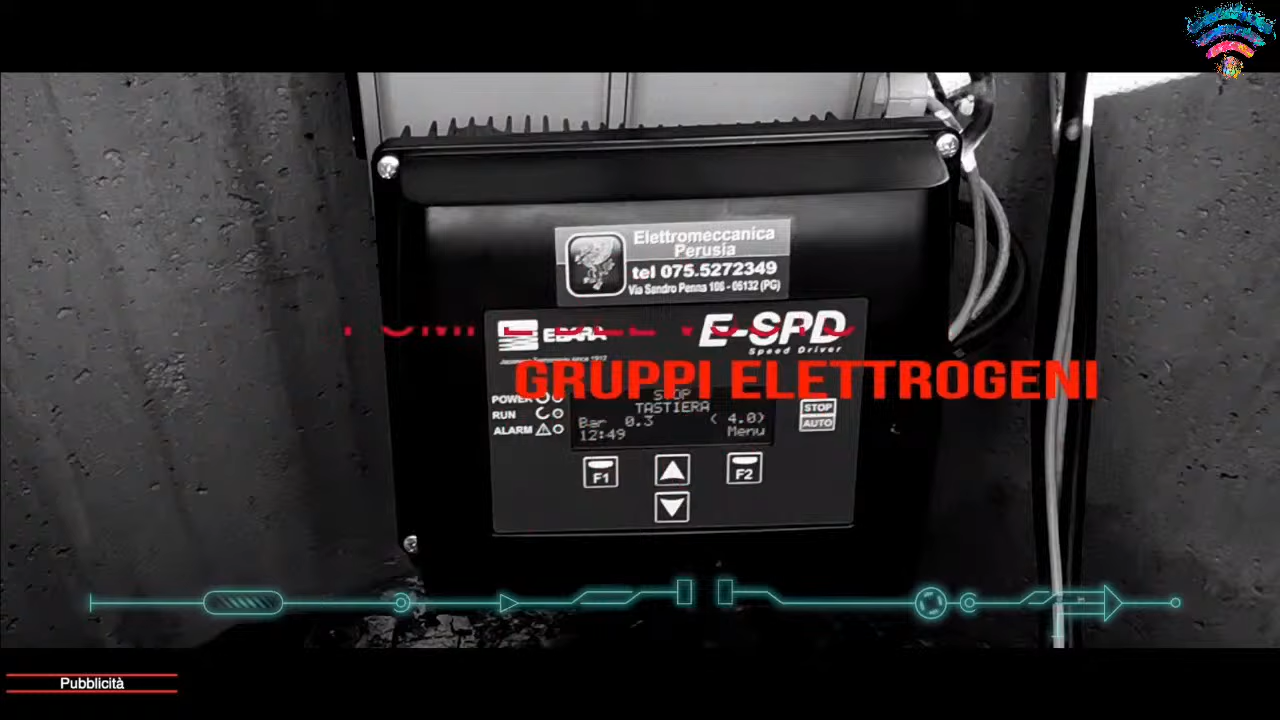 Elettromeccanica
Perusia
tel 075.5272349
Via Sandro Penna 106 - 06132 (PG)
EBARA
E-SPD
Speed Driver
GRUPPI ELETTROGENI
POWER
RUN
ALARM
STOP
TASTIERA
Bar 0.3 ( 4.0)
12:49 Menu
STOP
AUTO
F1
F2
Pubblicità